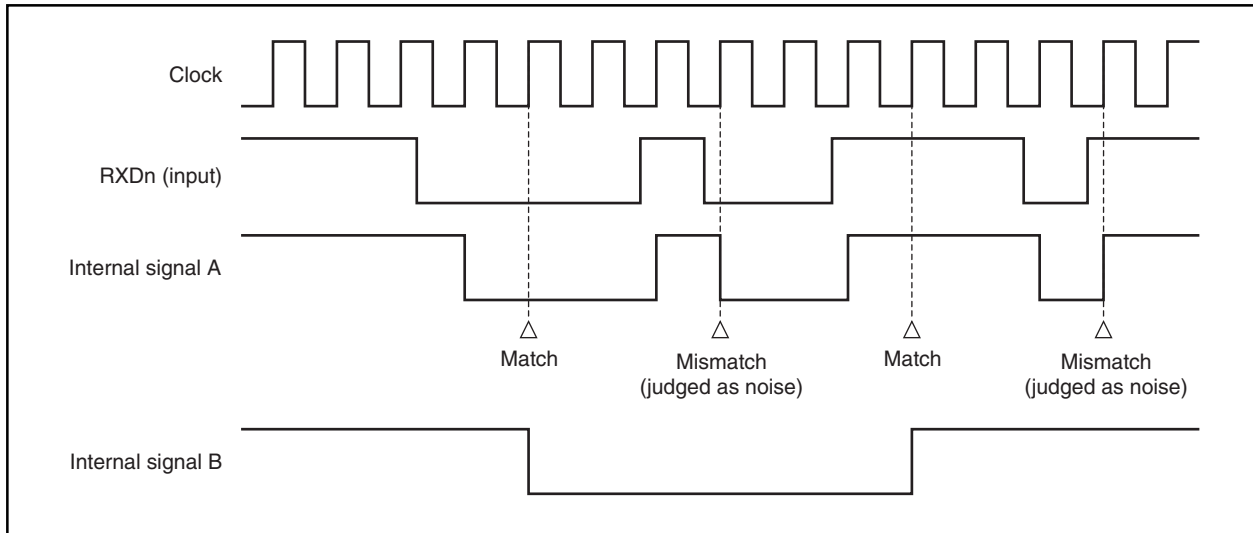 Clock
RXDn (input)
Internal signal A
Match
Mismatch
(judged as noise)
Match
Mismatch
(judged as noise)
Internal signal B